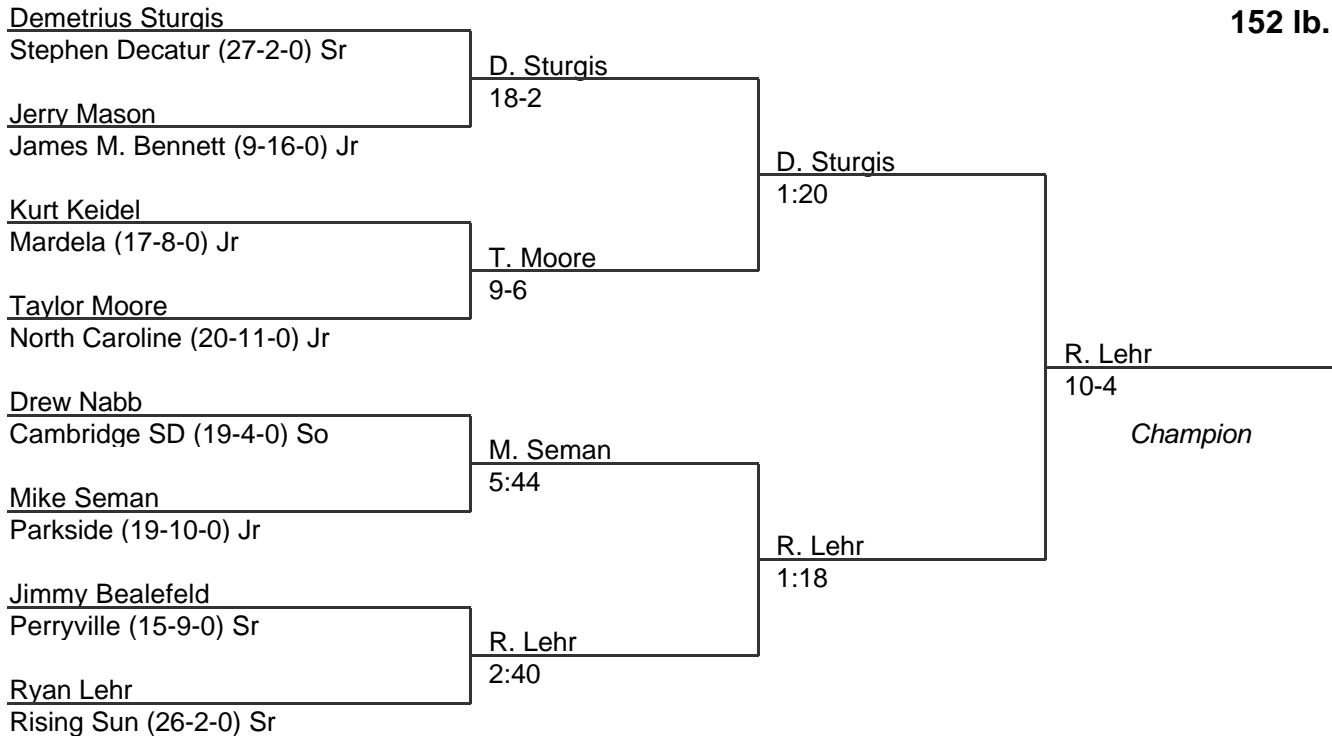 152 lb.
Demetrius Sturgis
Stephen Decatur (27-2-0) Sr
D. Sturgis
18-2
Jerry Mason
James M. Bennett (9-16-0) Jr
D. Sturgis
1:20
Kurt Keidel
Mardela (17-8-0) Jr
T. Moore
9-6
Taylor Moore
North Caroline (20-11-0) Jr
R. Lehr
10-4
Champion
Drew Nabb
Cambridge SD (19-4-0) So
M. Seman
5:44
Mike Seman
Parkside (19-10-0) Jr
R. Lehr
1:18
Jimmy Bealefeld
Perryville (15-9-0) Sr
R. Lehr
2:40
Ryan Lehr
Rising Sun (26-2-0) Sr